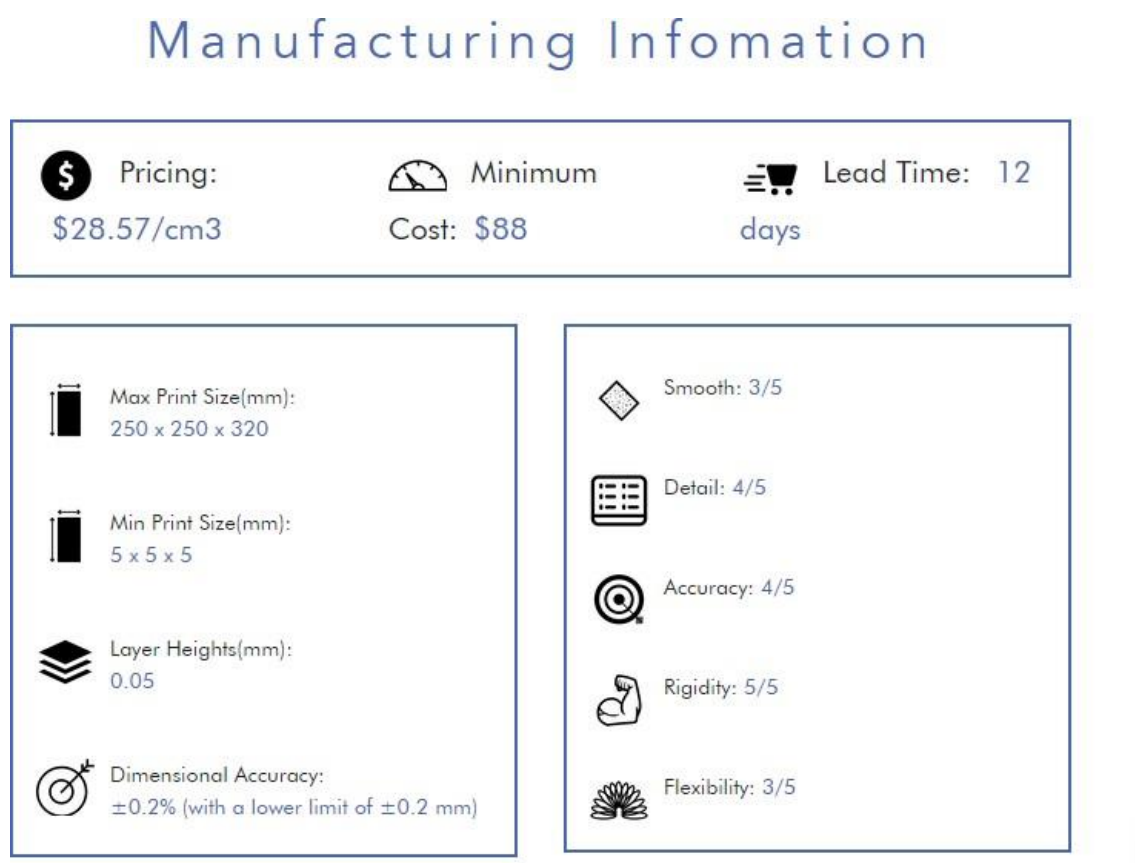 Manufacturing Infomation
Pricing:
$28.57/cm3
Minimum
Cost: $88
Lead Time: 12
days
Max Print Size(mm):
250 x 250 x 320
Min Print Size(mm):
5 x 5 x 5
Layer Heights(mm):
0.05
Dimensional Accuracy:
±0.2% (with a lower limit of ±0.2 mm)
Smooth: 3/5
Detail: 4/5
Accuracy: 4/5
Rigidity: 5/5
Flexibility: 3/5